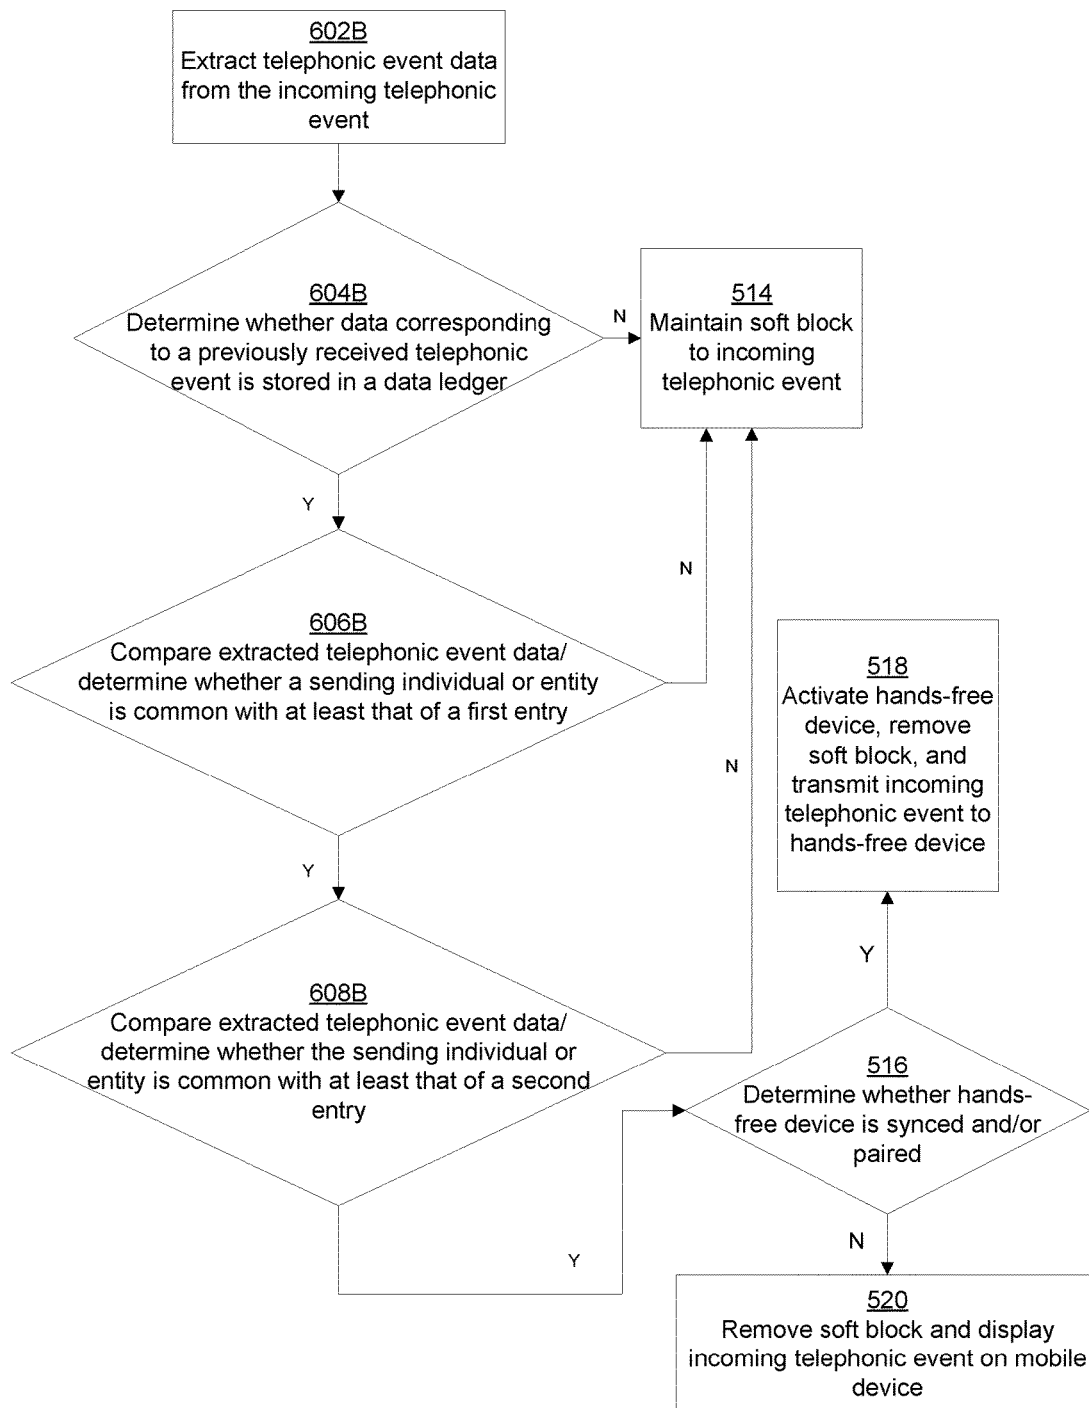 602B
Extract telephonic event data
from the incoming telephonic
event
604B
Determine whether data corresponding
to a previously received telephonic
event is stored in a data ledger
N
514
Maintain soft block
to incoming
telephonic event
Y
606B
Compare extracted telephonic event data/
determine whether a sending individual or entity
is common with at least that of a first entry
N
N
518
Activate hands-free
device, remove
soft block, and
transmit incoming
telephonic event to
hands-free device
Y
608B
Compare extracted telephonic event data/
determine whether the sending individual or
entity is common with at least that of a second
entry
Y
516
Determine whether hands-
free device is synced and/or
paired
Y
N
520
Remove soft block and display
incoming telephonic event on mobile
device